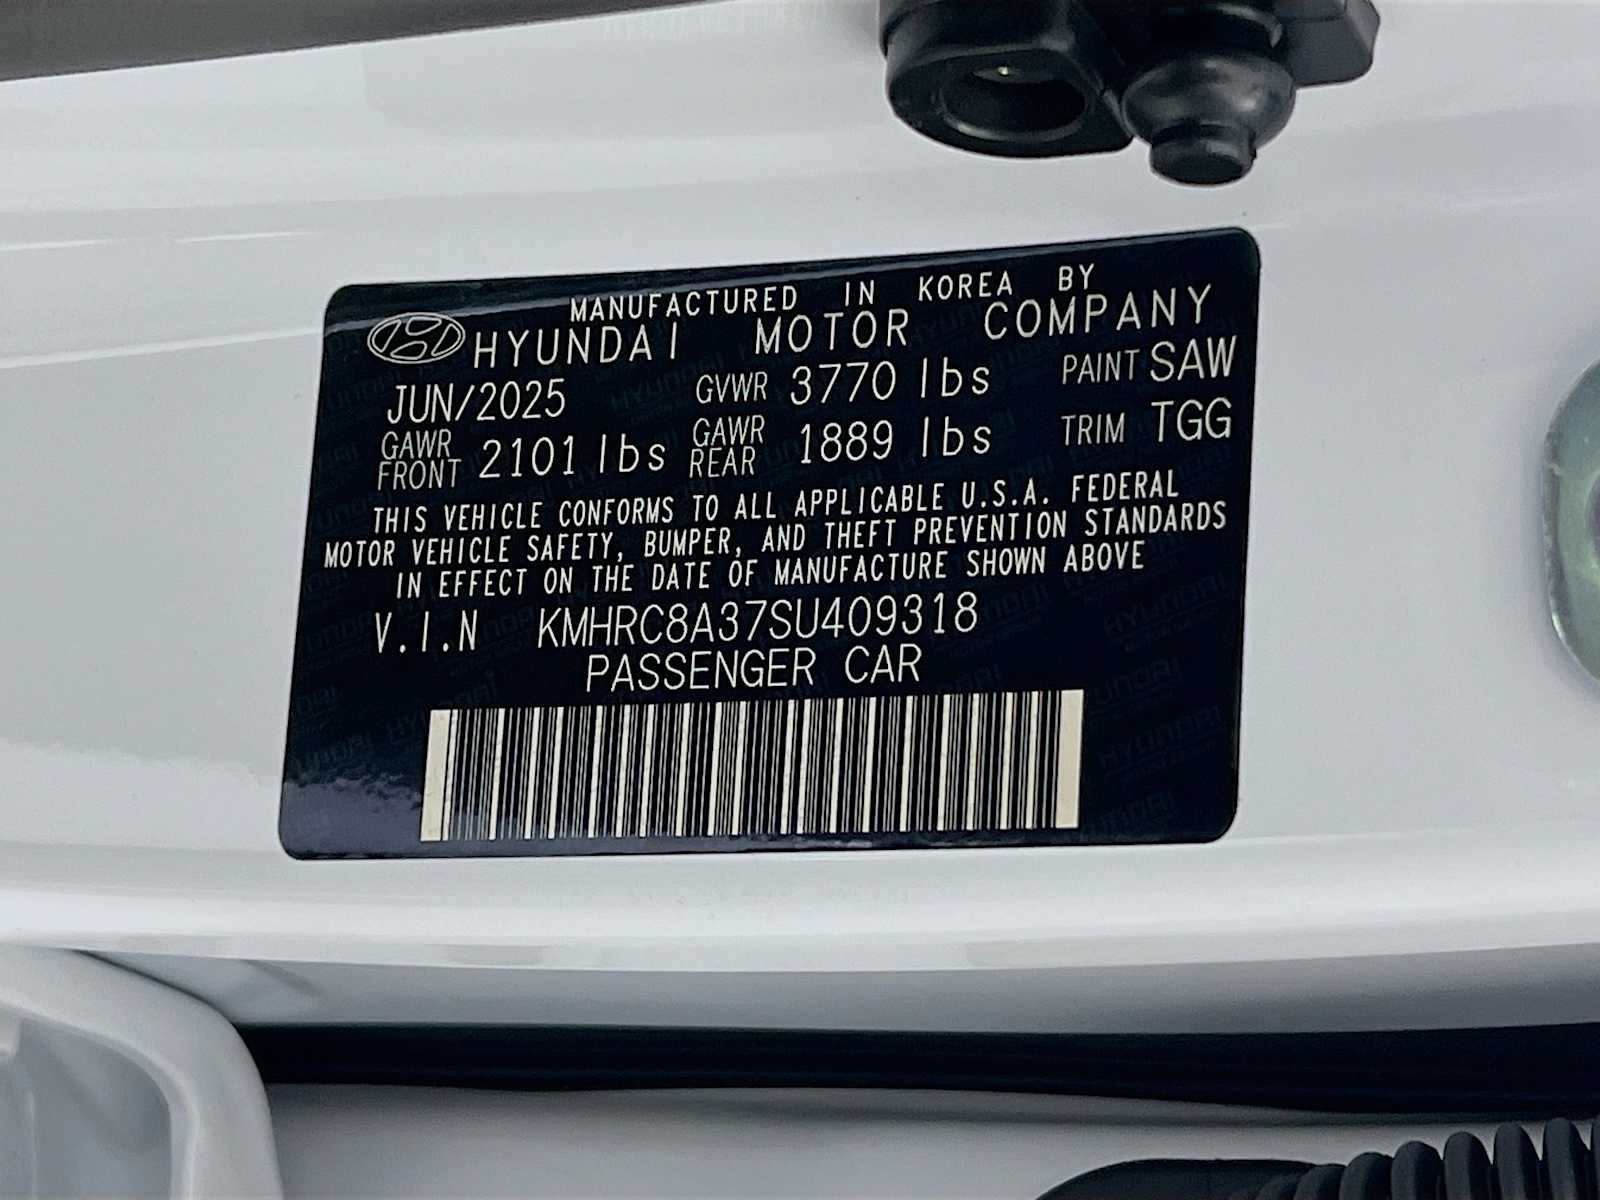 MANUFACTURED IN KOREA BY
HYUNDAI MOTOR COMPANY
JUN/2025 GVWR 3770 lbs PAINT SAW
GAWR FRONT 2101 lbs GAWR REAR 1889 lbs TRIM TGG
THIS VEHICLE CONFORMS TO ALL APPLICABLE U.S.A. FEDERAL
MOTOR VEHICLE SAFETY, BUMPER, AND THEFT PREVENTION STANDARDS
IN EFFECT ON THE DATE OF MANUFACTURE SHOWN ABOVE
V.I.N KMHRC8A37SU409318
PASSENGER CAR